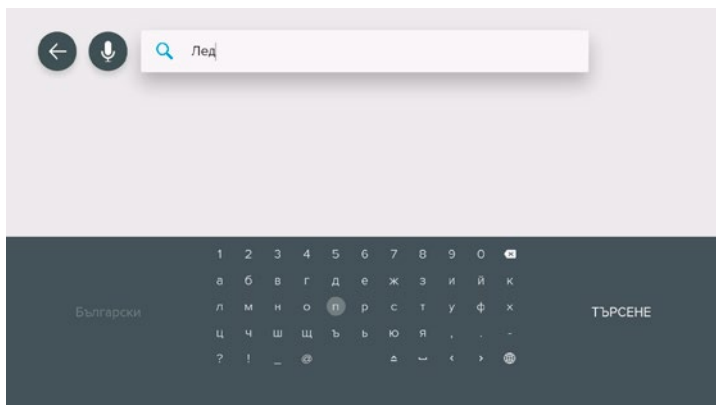 Лед
1 2 3 4 5 6 7 8 9 0
а б в г д е ж з и й к
Български
л м н о п р с т у ф х
ТЪРСЕНЕ
ц ч ш щ ъ ь ю я , . -
? ! _ @ ‹ ›